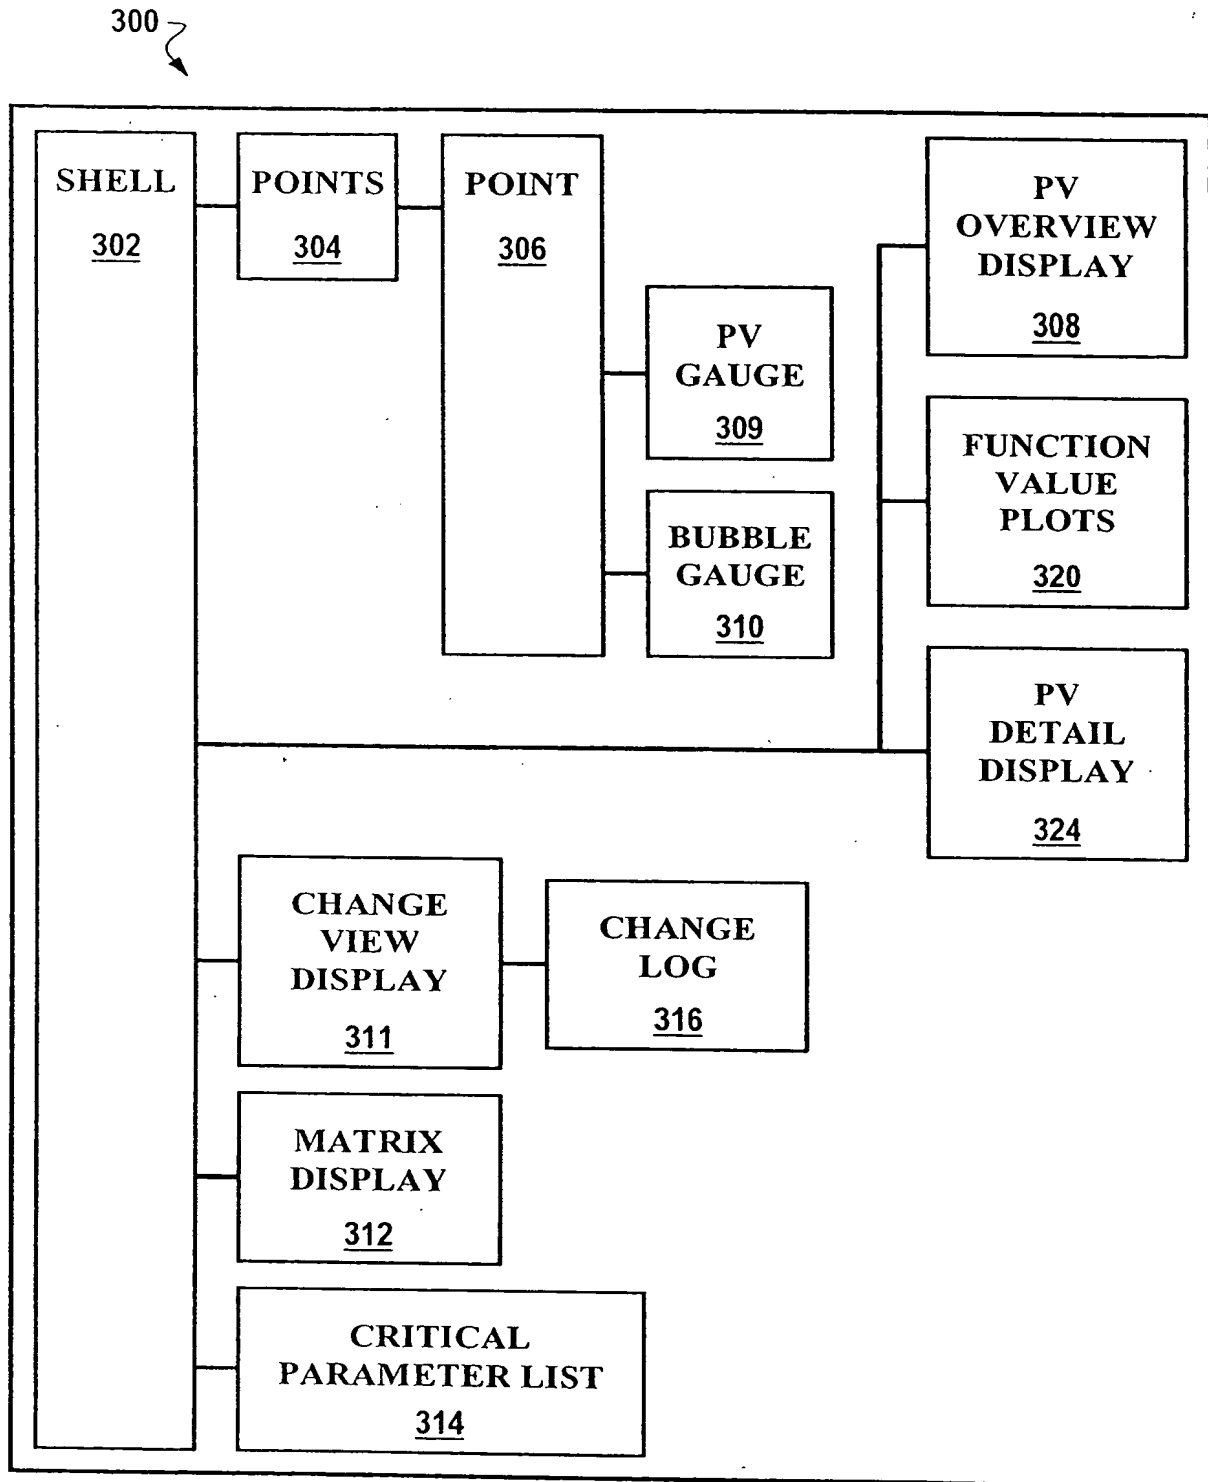 300
SHELL
302
POINTS
304
POINT
306
PV
GAUGE
309
BUBBLE
GAUGE
310
PV
OVERVIEW
DISPLAY
308
FUNCTION
VALUE
PLOTS
320
PV
DETAIL
DISPLAY
324
CHANGE
VIEW
DISPLAY
311
CHANGE
LOG
316
MATRIX
DISPLAY
312
CRITICAL
PARAMETER LIST
314